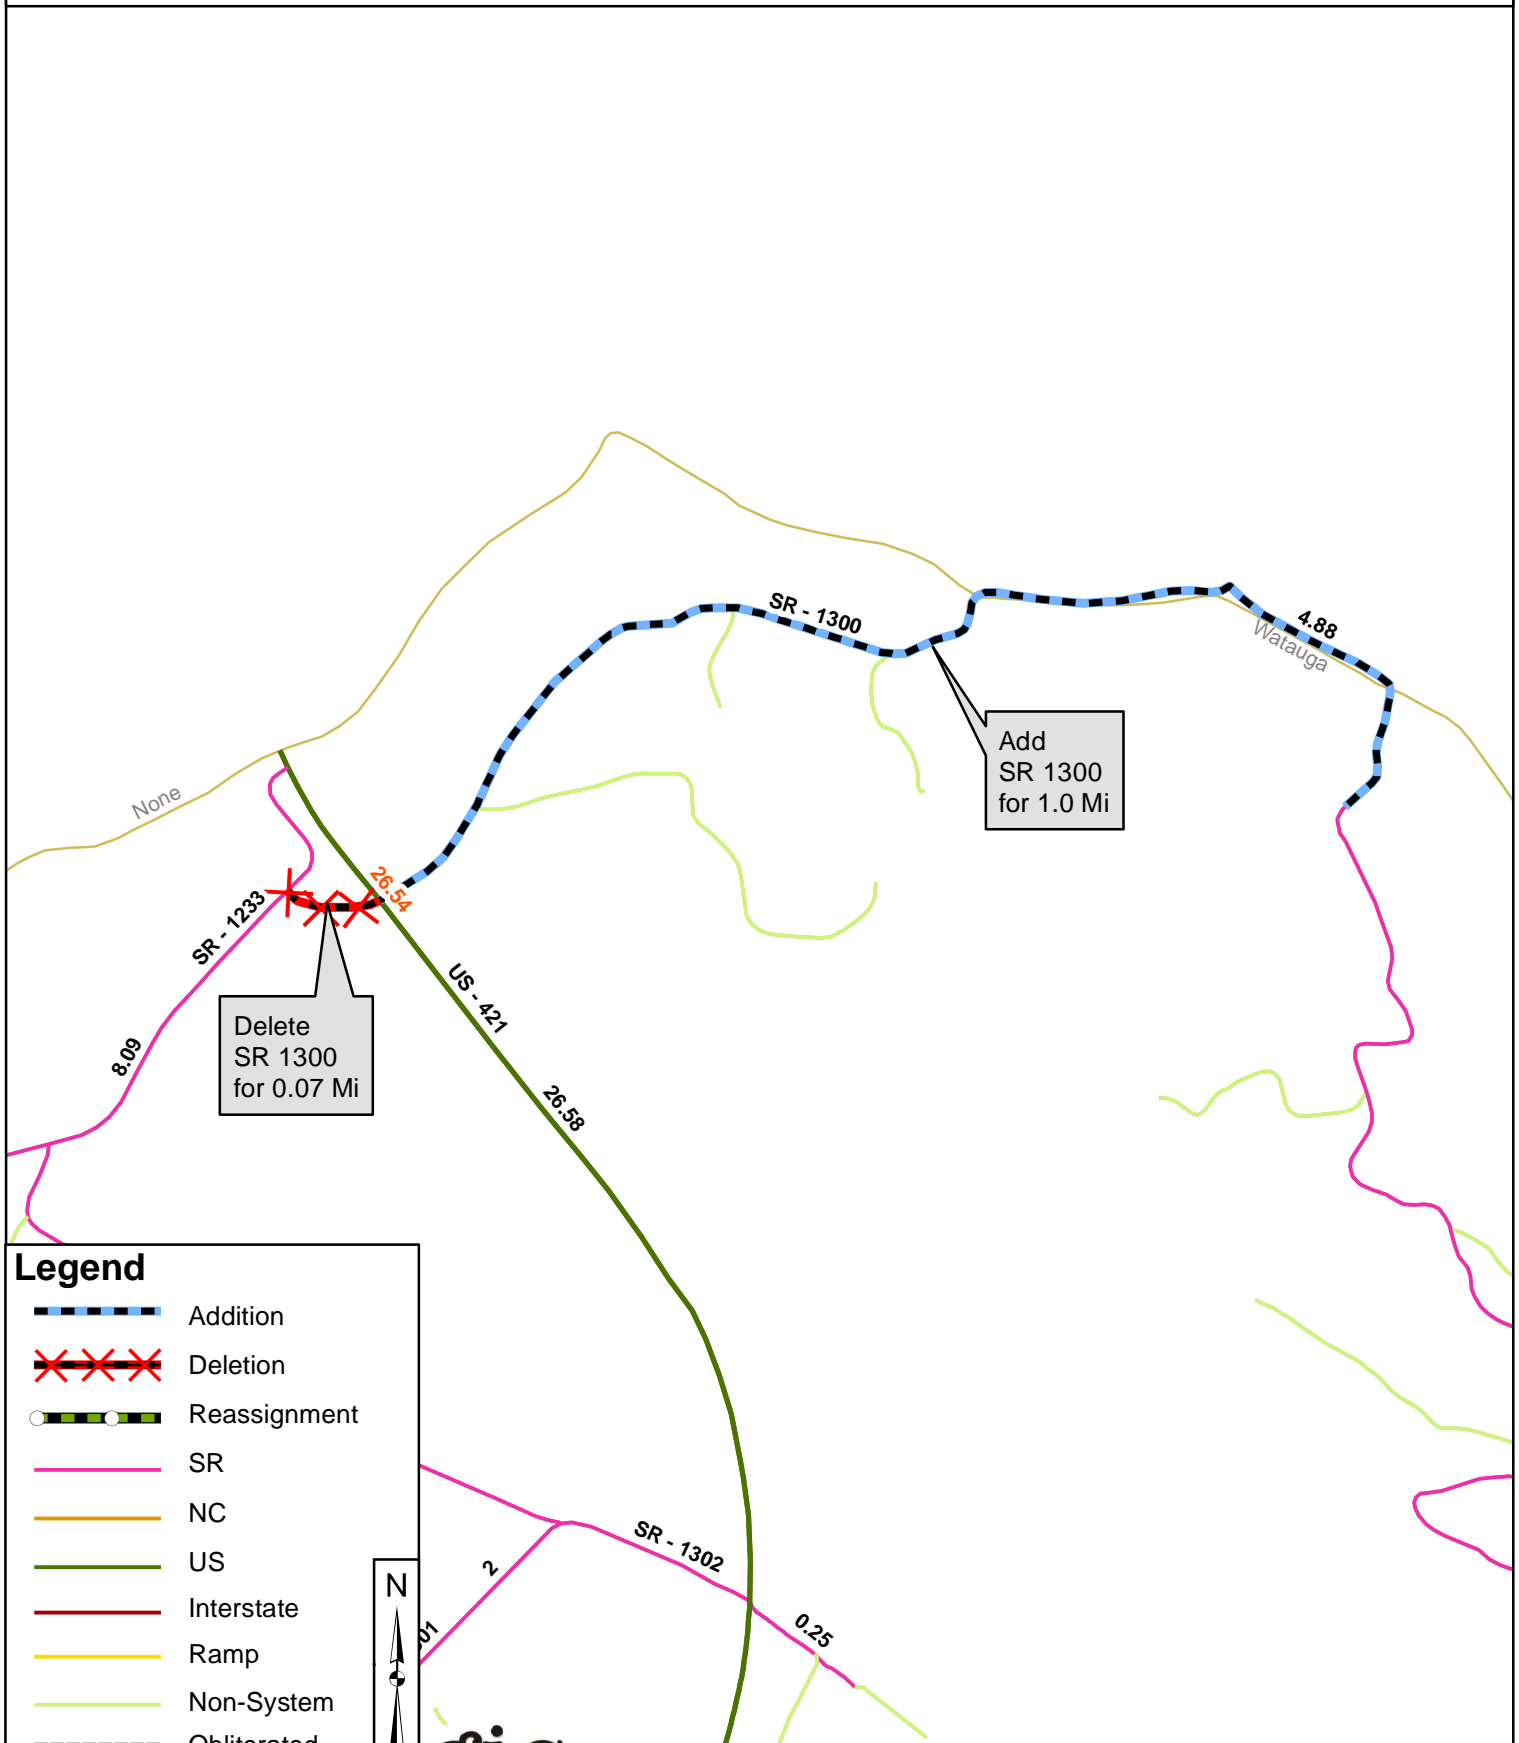 SR - 1300
4.88
Watauga
Add
SR 1300
for 1.0 Mi
None
26.54
SR - 1233
US - 421
Delete
SR 1300
for 0.07 Mi
8.09
26.58
Legend
Addition
Deletion
Reassignment
SR
NC
US
Interstate
Ramp
Non-System
Obliterated
N
SR - 1302
2
0.25